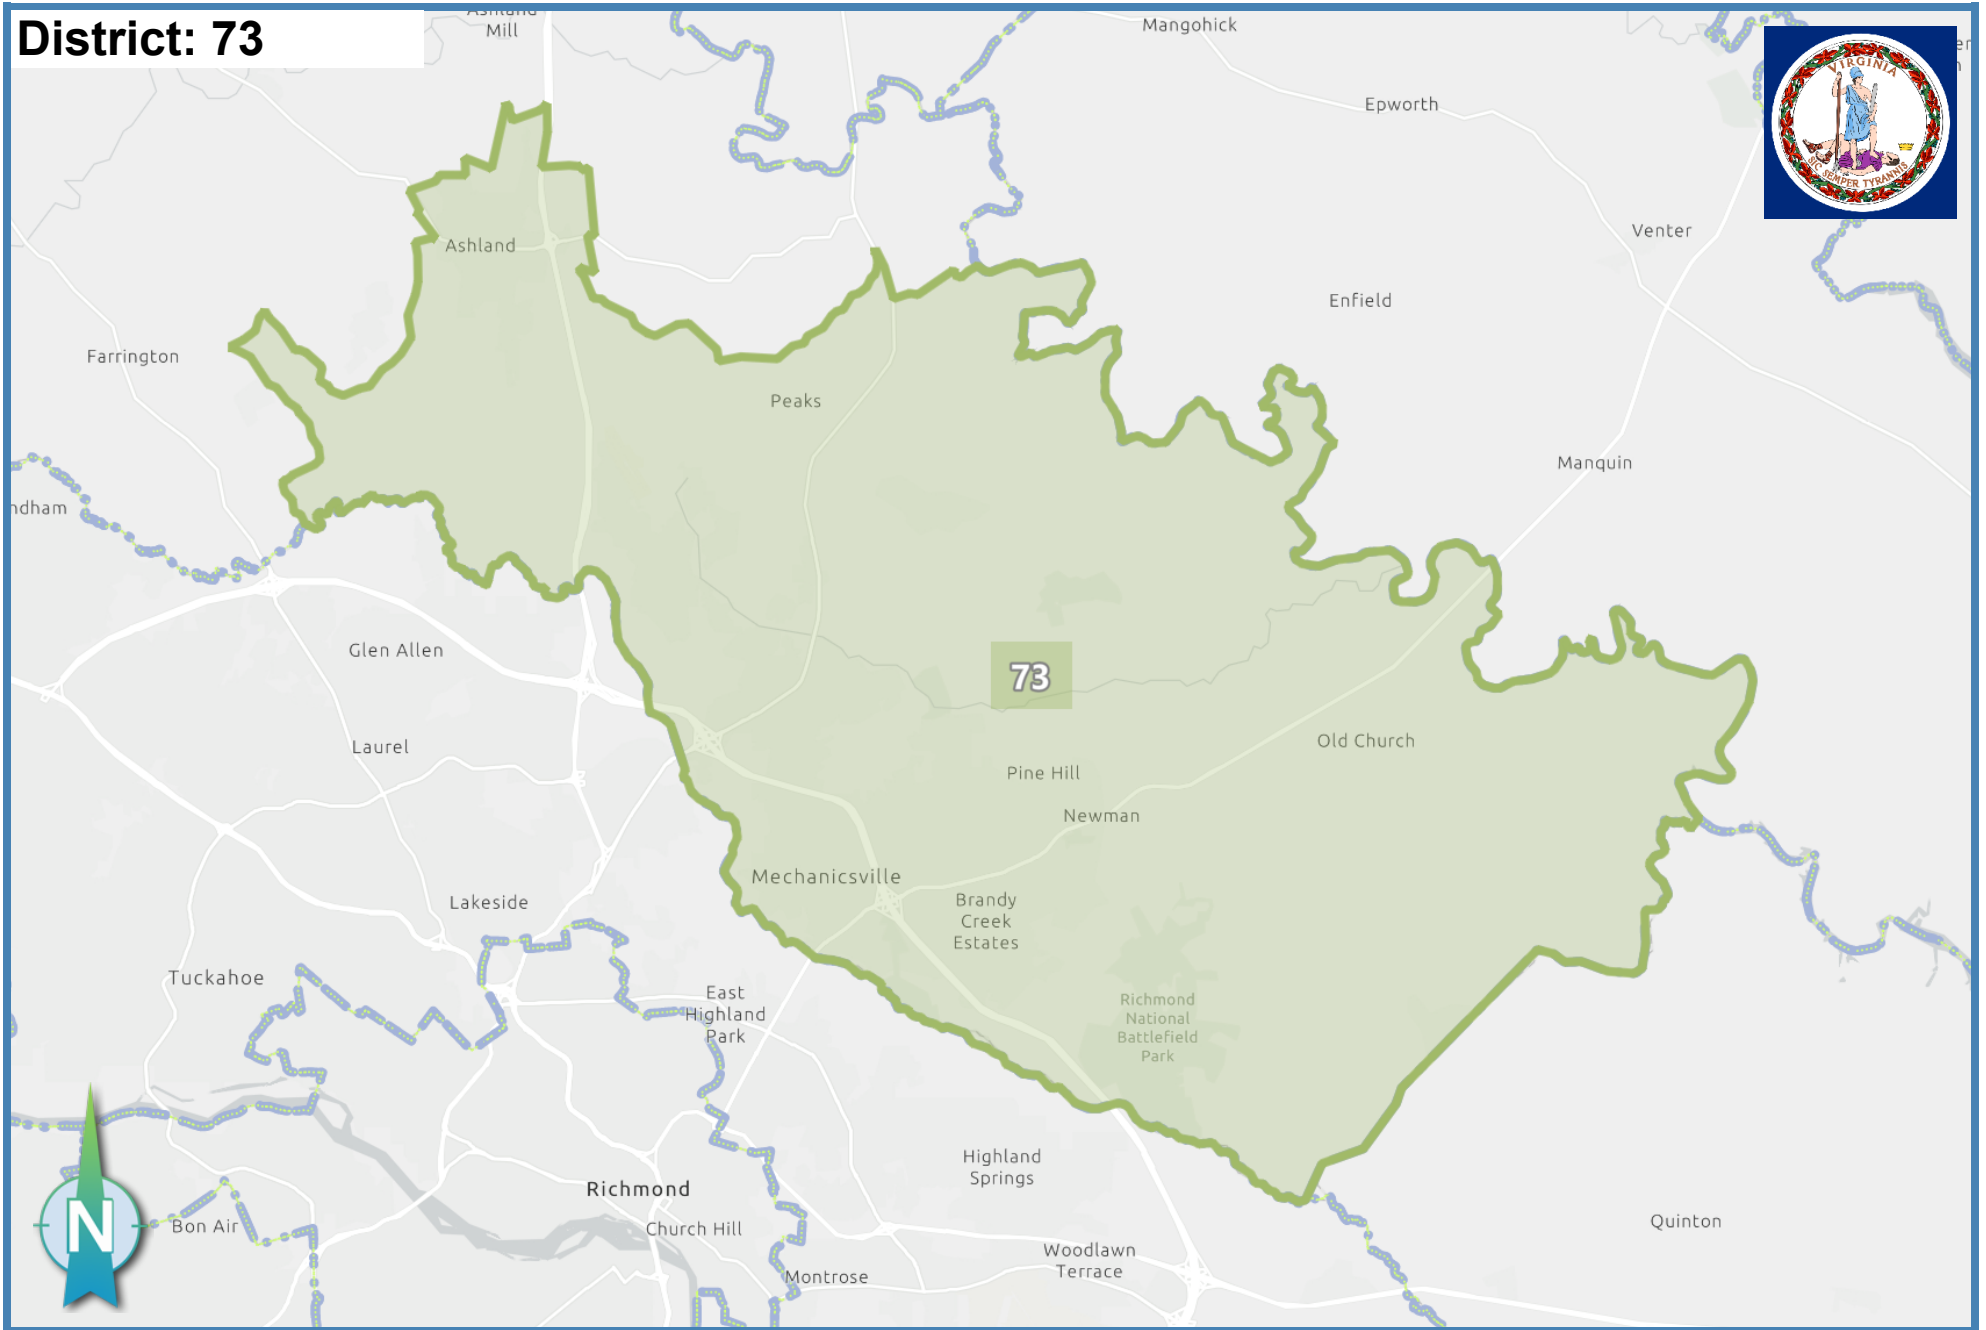 District: 73
Ashland
Mill
Mangohick
VIRGINIA
SIC SEMPER TYRANNIS
Epworth
Venter
Ashland
Enfield
Farrington
Peaks
Manquin
ndham
Glen Allen
73
Laurel
Old Church
Pine Hill
Newman
Mechanicsville
Lakeside
Brandy
Creek
Estates
Tuckahoe
East
Highland
Park
Richmond
National
Battlefield
Park
Highland
Springs
Richmond
N
Bon Air
Church Hill
Quinton
Woodlawn
Terrace
Montrose